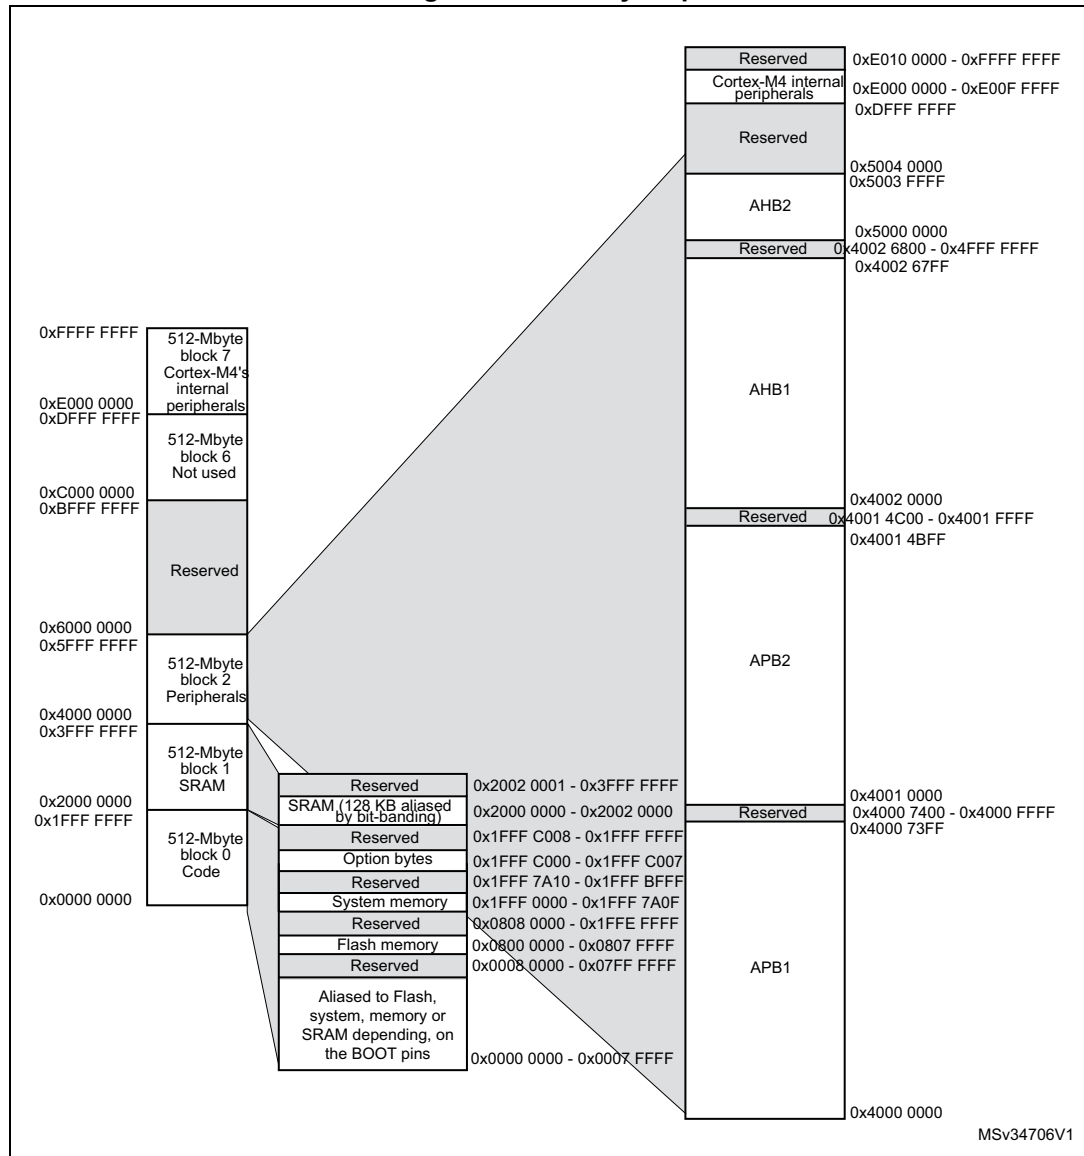 0xFFFF FFFF
512-Mbyte
block 7
Cortex-M4's
internal
peripherals
0xE000 0000
0xDFFF FFFF
512-Mbyte
block 6
Not used
0xC000 0000
0xBFFF FFFF
Reserved
0x6000 0000
0x5FFF FFFF
512-Mbyte
block 2
Peripherals
0x4000 0000
0x3FFF FFFF
512-Mbyte
block 1
SRAM
0x2000 0000
0x1FFF FFFF
512-Mbyte
block 0
Code
0x0000 0000
Reserved 0x2002 0001 - 0x3FFF FFFF
SRAM (128 KB aliased
by bit-banding) 0x2000 0000 - 0x2002 0000
Reserved 0x1FFF C008 - 0x1FFF FFFF
Option bytes 0x1FFF C000 - 0x1FFF C007
Reserved 0x1FFF 7A10 - 0x1FFF BFFF
System memory 0x1FFF 0000 - 0x1FFF 7A0F
Reserved 0x0808 0000 - 0x1FFE FFFF
Flash memory 0x0800 0000 - 0x0807 FFFF
Reserved 0x0008 0000 - 0x07FF FFFF
Aliased to Flash,
system, memory or
SRAM depending, on
the BOOT pins
0x0000 0000 - 0x0007 FFFF
Reserved 0xE010 0000 - 0xFFFF FFFF
Cortex-M4 internal
peripherals 0xE000 0000 - 0xE00F FFFF
0xDFFF FFFF
Reserved
0x5004 0000
0x5003 FFFF
AHB2
0x5000 0000
Reserved 0x4002 6800 - 0x4FFF FFFF
0x4002 67FF
AHB1
0x4002 0000
Reserved 0x4001 4C00 - 0x4001 FFFF
0x4001 4BFF
APB2
0x4001 0000
Reserved 0x4000 7400 - 0x4000 FFFF
0x4000 73FF
APB1
0x4000 0000
MSv34706V1